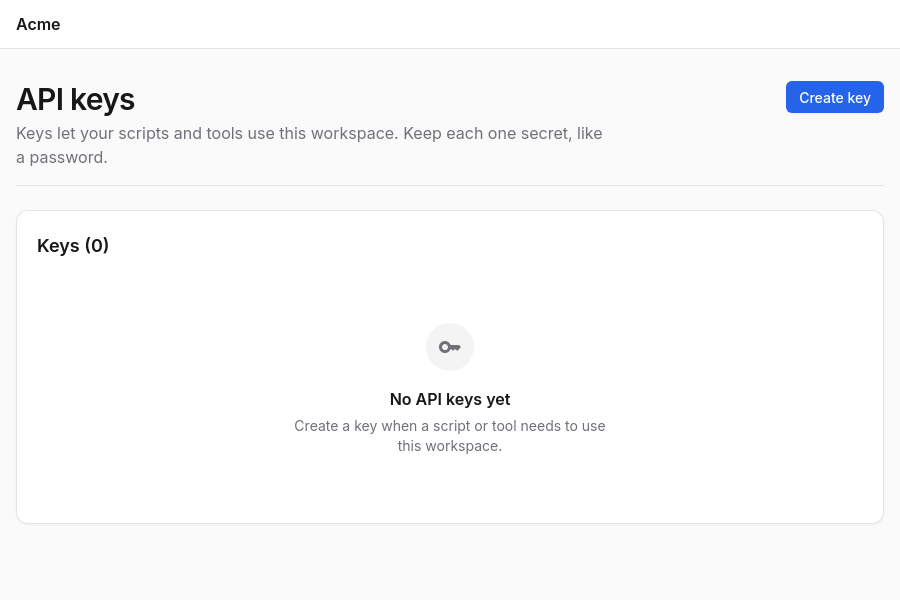 Acme
API keys
Create key
Keys let your scripts and tools use this workspace. Keep each one secret, like
a password.
Keys (0)
No API keys yet
Create a key when a script or tool needs to use
this workspace.